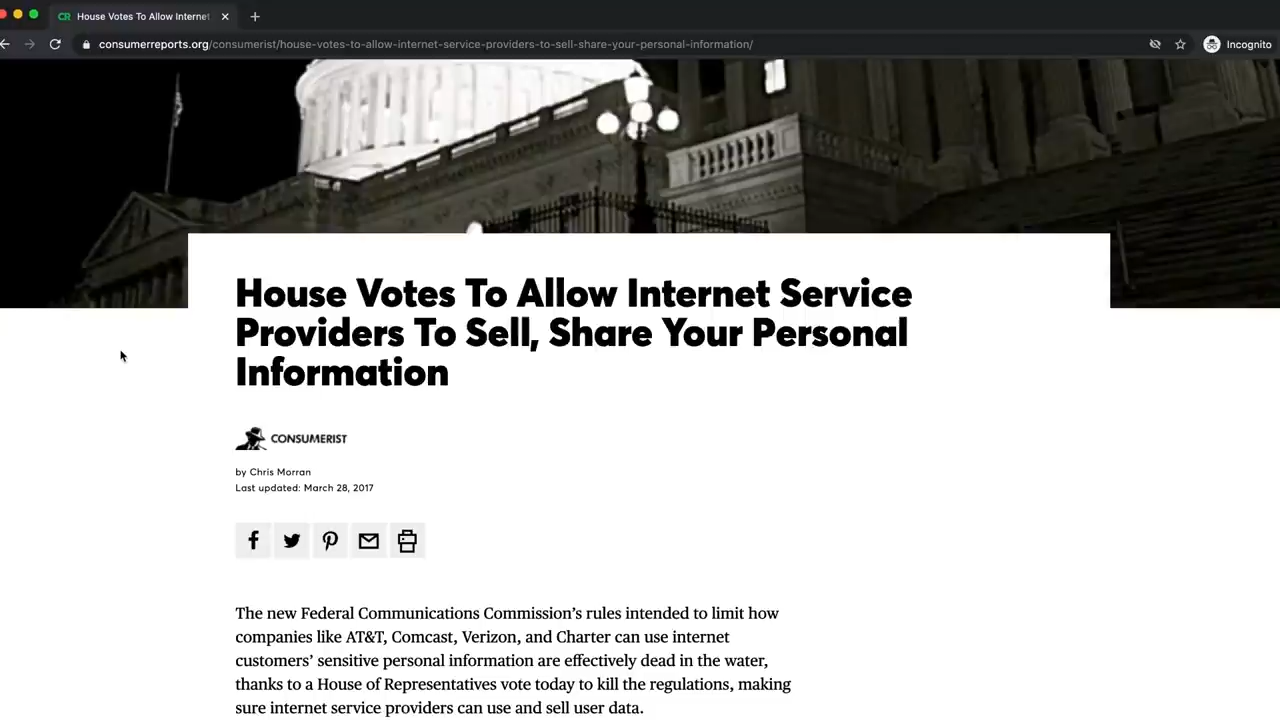 CR House Votes To Allow Internet
consumerreports.org/consumerist/house-votes-to-allow-internet-service-providers-to-sell-share-your-personal-information/
Incognito
House Votes To Allow Internet Service
Providers To Sell, Share Your Personal
Information
CONSUMERIST
by Chris Morran
Last updated: March 28, 2017
The new Federal Communications Commission’s rules intended to limit how
companies like AT&T, Comcast, Verizon, and Charter can use internet
customers’ sensitive personal information are effectively dead in the water,
thanks to a House of Representatives vote today to kill the regulations, making
sure internet service providers can use and sell user data.